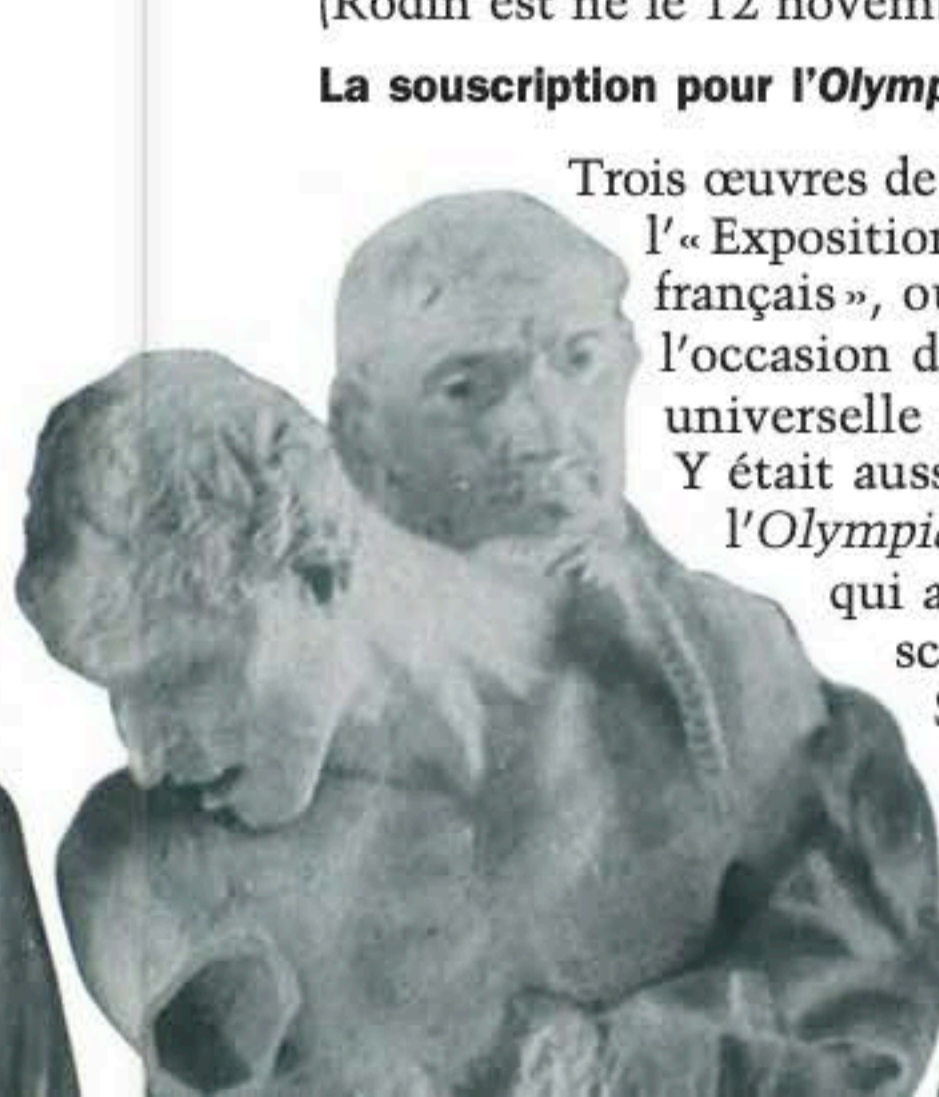 (Rodin est né le 12 novem
La souscription pour l'Olymp
Trois œuvres de
l'« Exposition
français », ou
l'occasion d
universelle
Y était auss
l'Olympia
qui a
sc